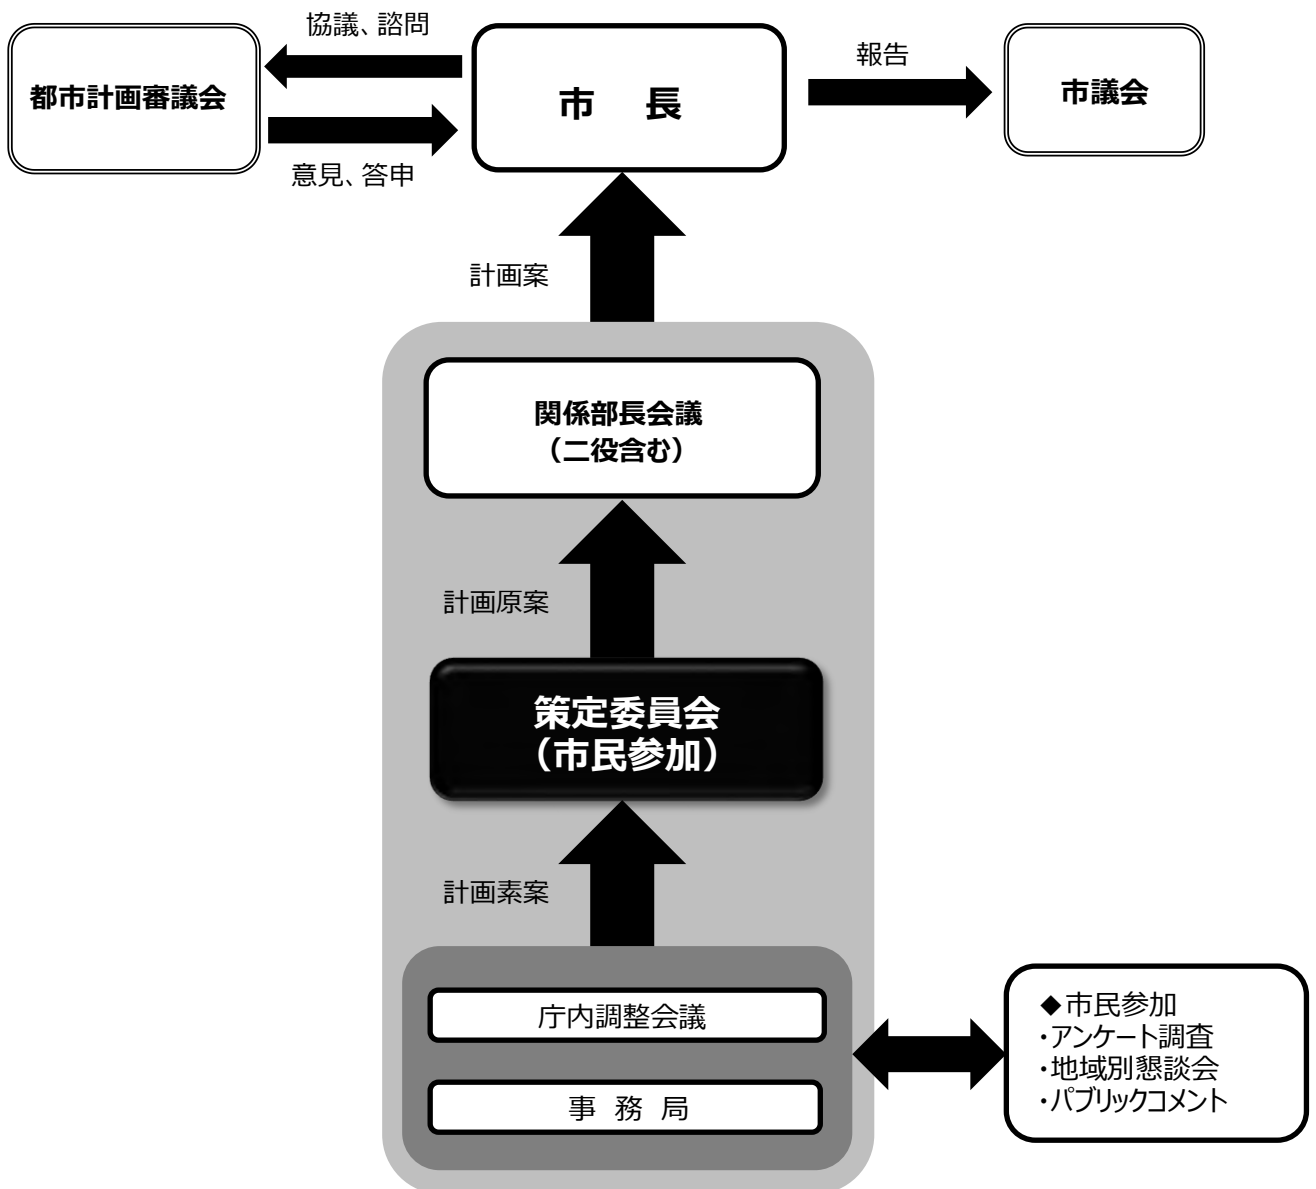 協議、諮問
都市計画審議会
市　長
報告
市議会
意見、答申
計画案
関係部長会議
（二役含む）
計画原案
策定委員会
（市民参加）
計画素案
庁内調整会議
事 務 局
◆市民参加
・アンケート調査
・地域別懇談会
・パブリックコメント